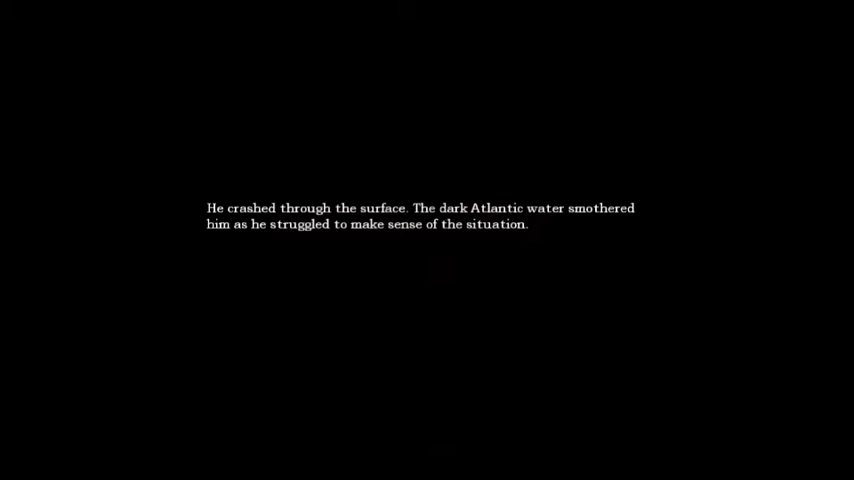 He crashed through the surface. The dark Atlantic water smothered
him as he struggled to make sense of the situation.